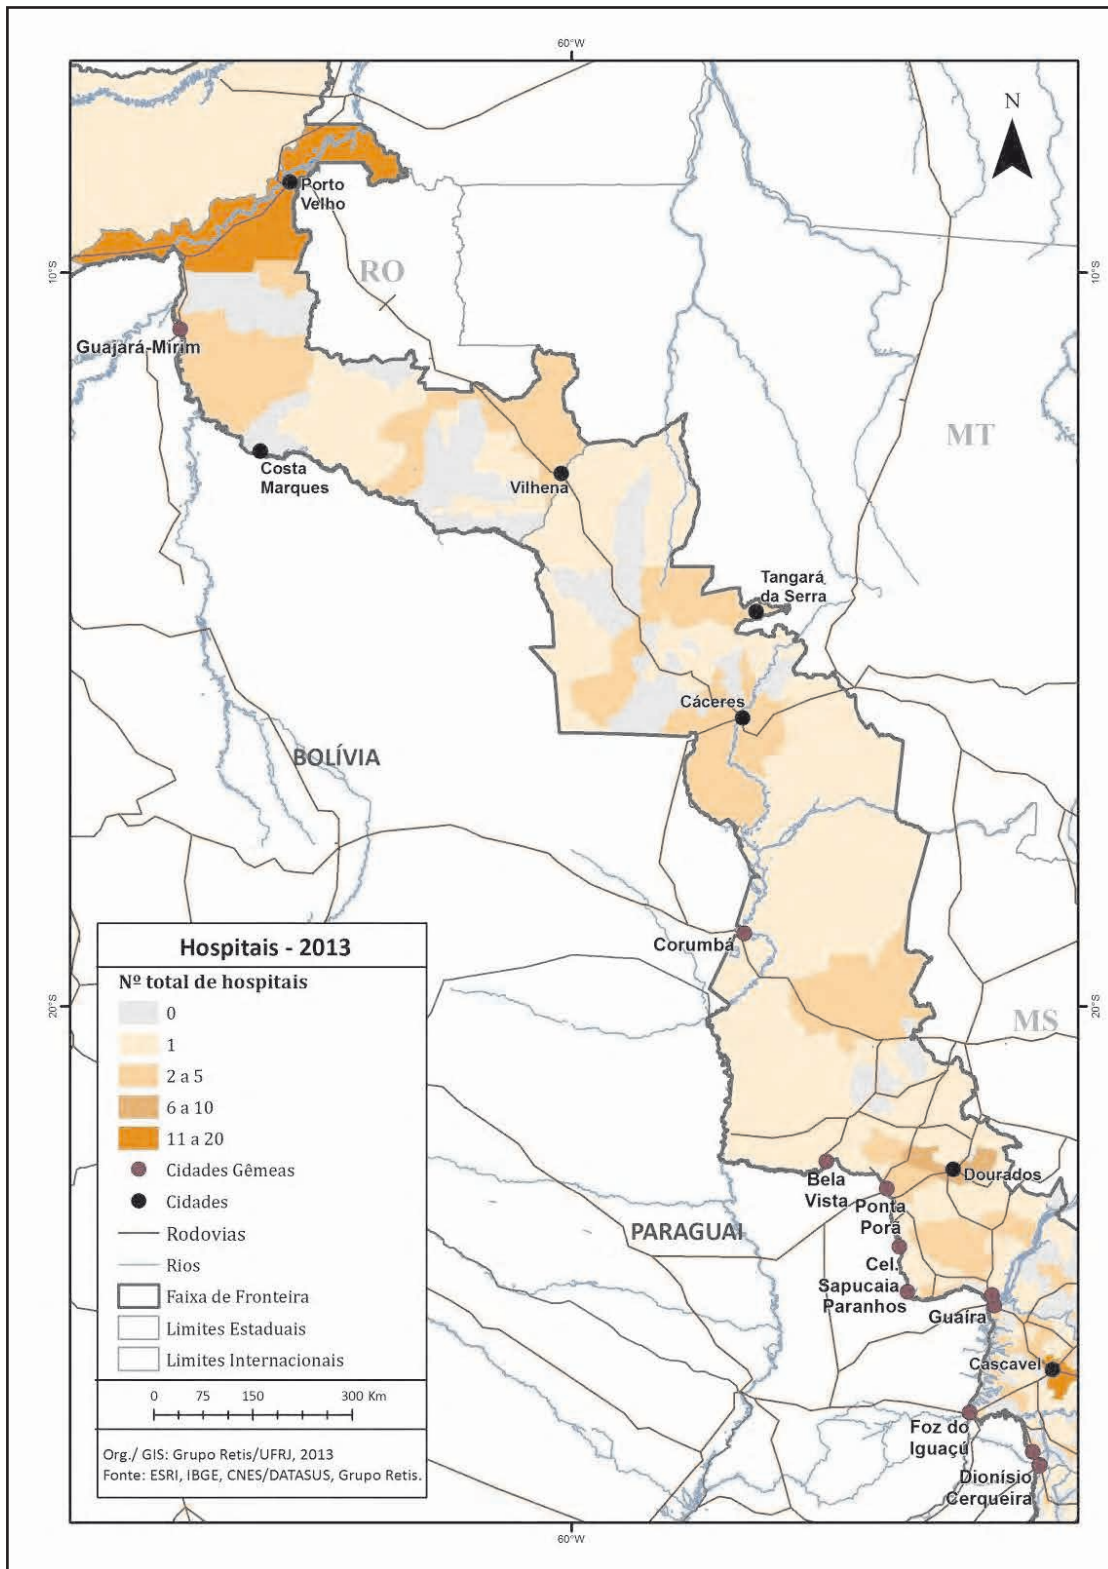 60°W
N
Porto
Velho
RO
10°S
10°S
Guajará-Mirim
MT
Costa
Marques
Vilhena
Tangará
da Serra
Cáceres
BOLÍVIA
Corumbá
Hospitais - 2013
Nº total de hospitais
0
1
2 a 5
6 a 10
11 a 20
Cidades Gêmeas
Cidades
Rodovias
Rios
Faixa de Fronteira
Limites Estaduais
Limites Internacionais
0 75 150 300 Km
Org./ GIS: Grupo Retis/UFRJ, 2013
Fonte: ESRI, IBGE, CNES/DATASUS, Grupo Retis.
20°S
20°S
MS
Bela
Vista
Dourados
Ponta
Porã
PARAGUAI
Cel.
Sapucaia
Paranhos
Guaíra
Cascavel
Foz do
Iguaçú
Dionísio
Cerqueira
60°W